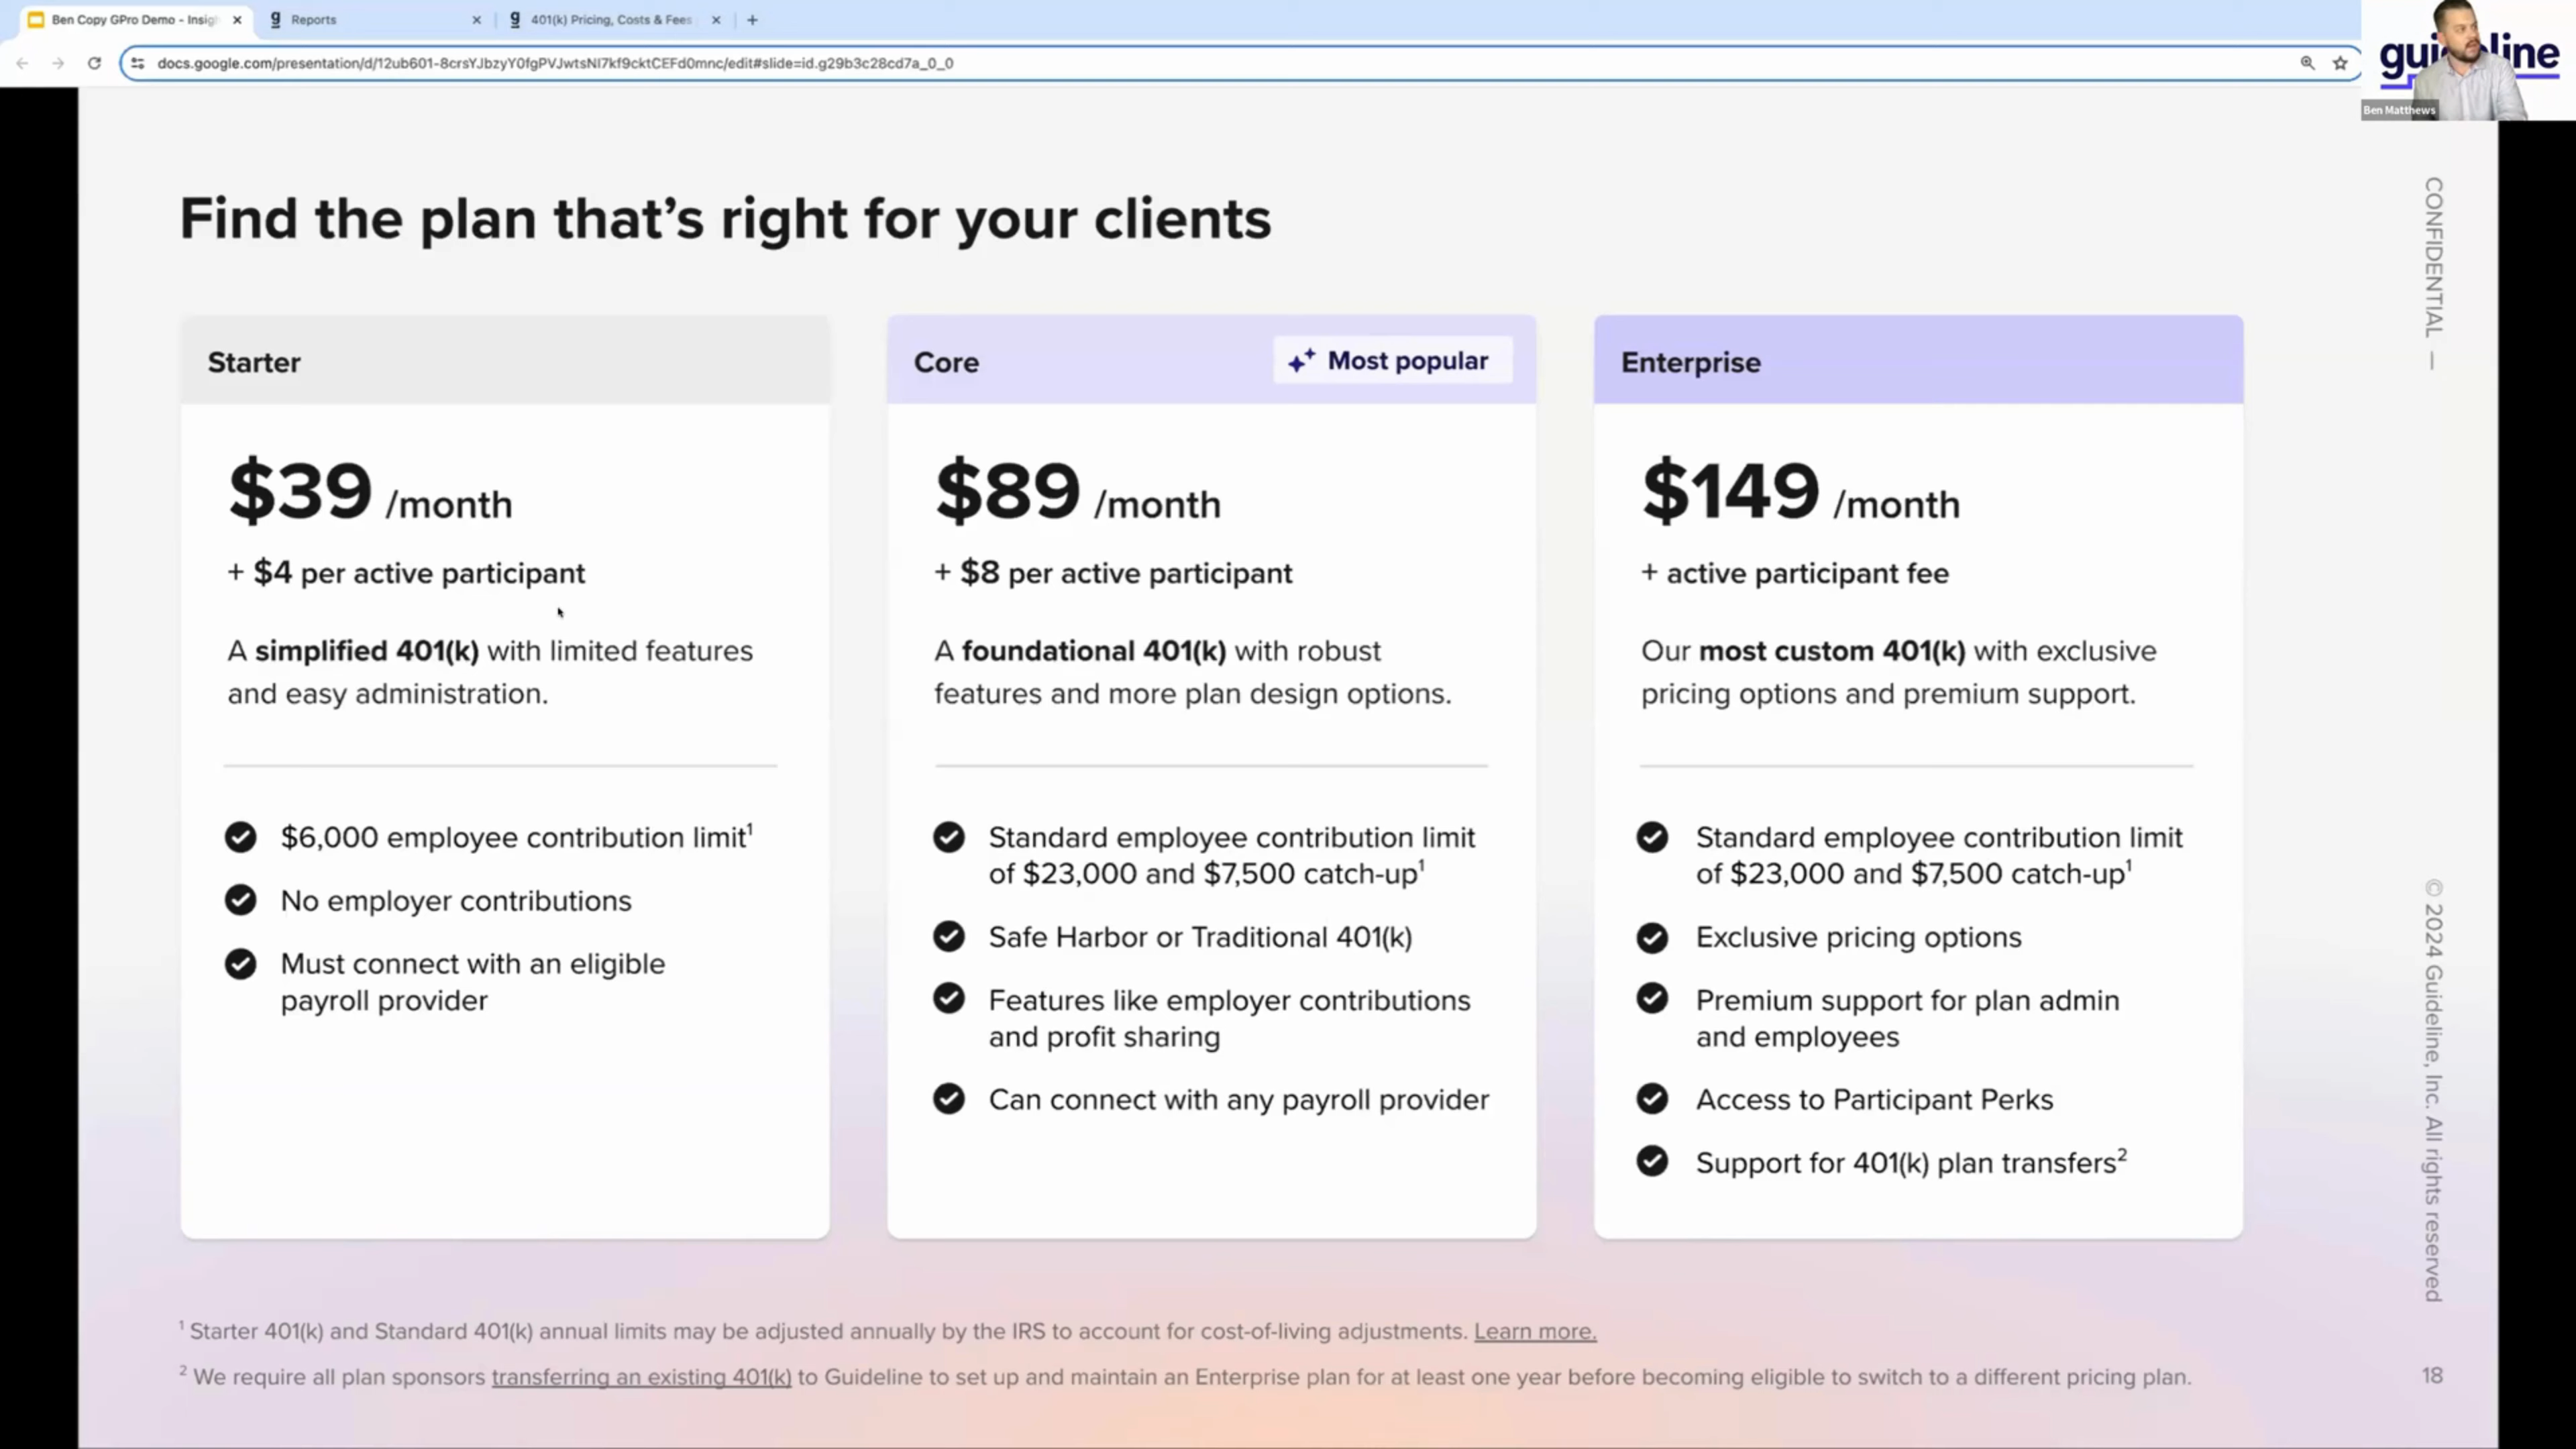 Ben Copy GPro Demo - Insig
Reports
401(k) Pricing, Costs & Fees
docs.google.com/presentation/d/12ub601-8crsYJbzyY0fgPVJwtsNI7kf9cktCEFd0mnc/edit#slide=id.g29b3c28cd7a_0_0
Ben Matthews
Find the plan that’s right for your clients
CONFIDENTIAL —
Starter
$39 /month
+ $4 per active participant
A simplified 401(k) with limited features
and easy administration.
$6,000 employee contribution limit¹
No employer contributions
Must connect with an eligible
payroll provider
Core
Most popular
$89 /month
+ $8 per active participant
A foundational 401(k) with robust
features and more plan design options.
Standard employee contribution limit
of $23,000 and $7,500 catch-up¹
Safe Harbor or Traditional 401(k)
Features like employer contributions
and profit sharing
Can connect with any payroll provider
Enterprise
$149 /month
+ active participant fee
Our most custom 401(k) with exclusive
pricing options and premium support.
Standard employee contribution limit
of $23,000 and $7,500 catch-up¹
Exclusive pricing options
Premium support for plan admin
and employees
Access to Participant Perks
Support for 401(k) plan transfers²
© 2024 Guideline, Inc. All rights reserved
¹ Starter 401(k) and Standard 401(k) annual limits may be adjusted annually by the IRS to account for cost-of-living adjustments. Learn more.
² We require all plan sponsors transferring an existing 401(k) to Guideline to set up and maintain an Enterprise plan for at least one year before becoming eligible to switch to a different pricing plan.
18